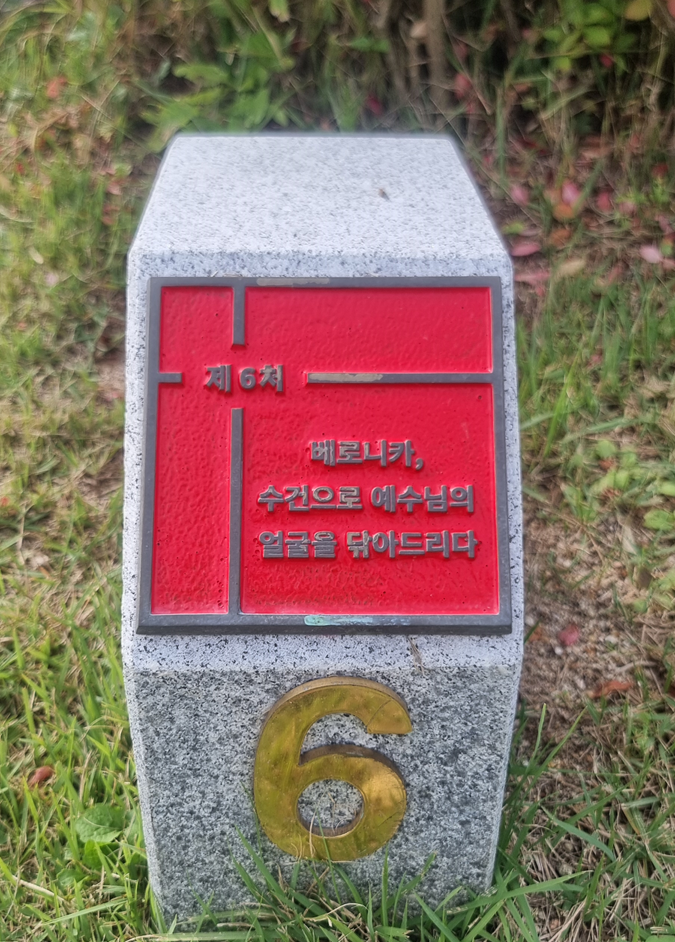 제 6 처
베로니카,
수건으로 예수님의
얼굴을 닦아드리다
6